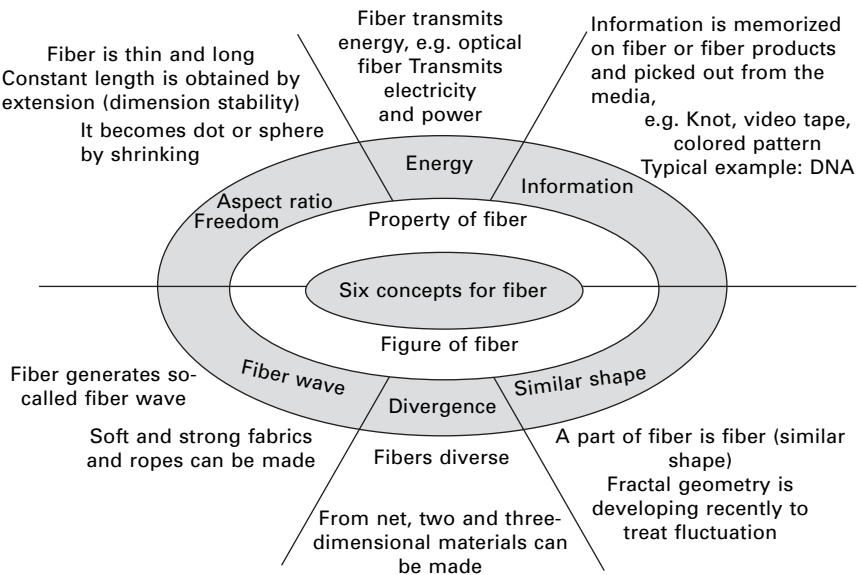 Fiber is thin and long
Constant length is obtained by
extension (dimension stability)
It becomes dot or sphere
by shrinking
Fiber transmits
energy, e.g. optical
fiber Transmits
electricity
and power
Information is memorized
on fiber or fiber products
and picked out from the
media,
e.g. Knot, video tape,
colored pattern
Typical example: DNA
Aspect ratio
Freedom
Energy
Information
Property of fiber
Six concepts for fiber
Figure of fiber
Fiber wave
Divergence
Similar shape
Fiber generates so-
called fiber wave
Soft and strong fabrics
and ropes can be made
Fibers diverse
From net, two and three-
dimensional materials can
be made
A part of fiber is fiber (similar
shape)
Fractal geometry is
developing recently to
treat fluctuation